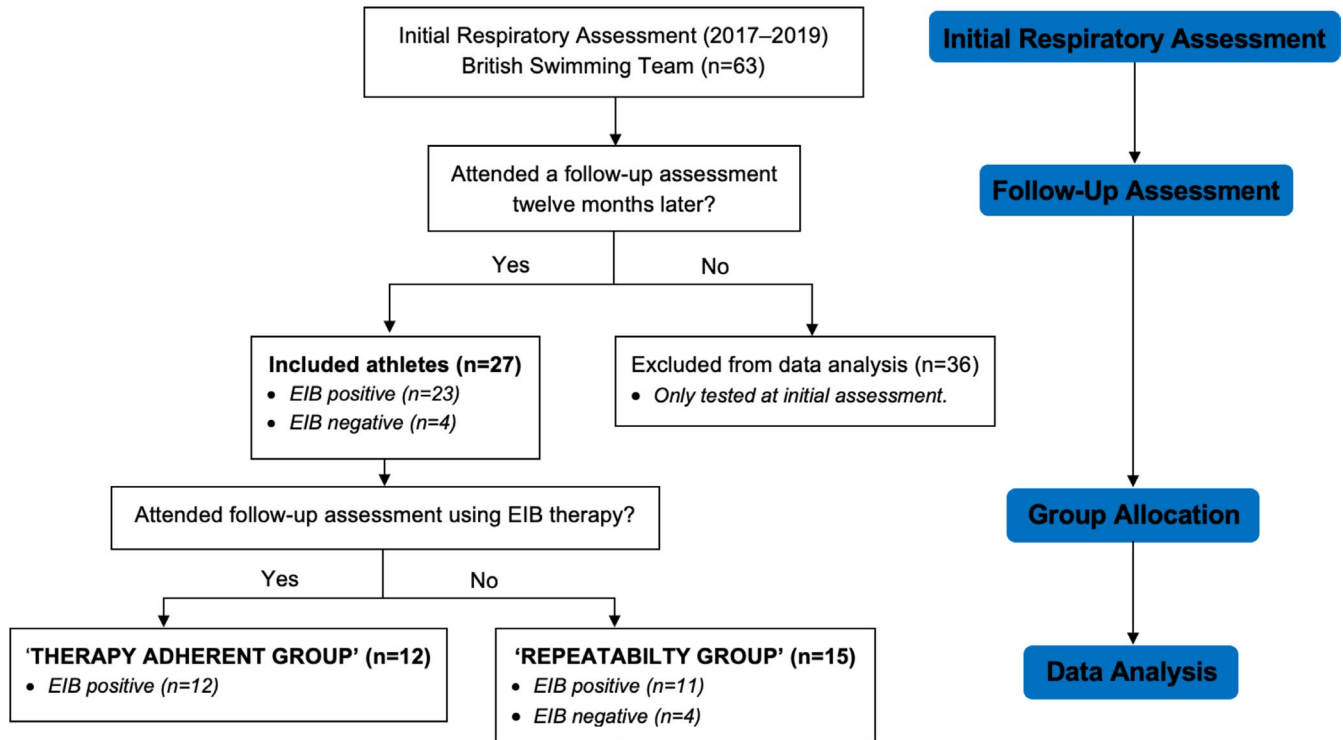 Initial Respiratory Assessment (2017–2019)
British Swimming Team (n=63)
Attended a follow-up assessment
twelve months later?
Yes
No
Included athletes (n=27)
• EIB positive (n=23)
• EIB negative (n=4)
Excluded from data analysis (n=36)
• Only tested at initial assessment.
Attended follow-up assessment using EIB therapy?
Yes
No
‘THERAPY ADHERENT GROUP’ (n=12)
• EIB positive (n=12)
‘REPEATABILTY GROUP’ (n=15)
• EIB positive (n=11)
• EIB negative (n=4)
Initial Respiratory Assessment
Follow-Up Assessment
Group Allocation
Data Analysis